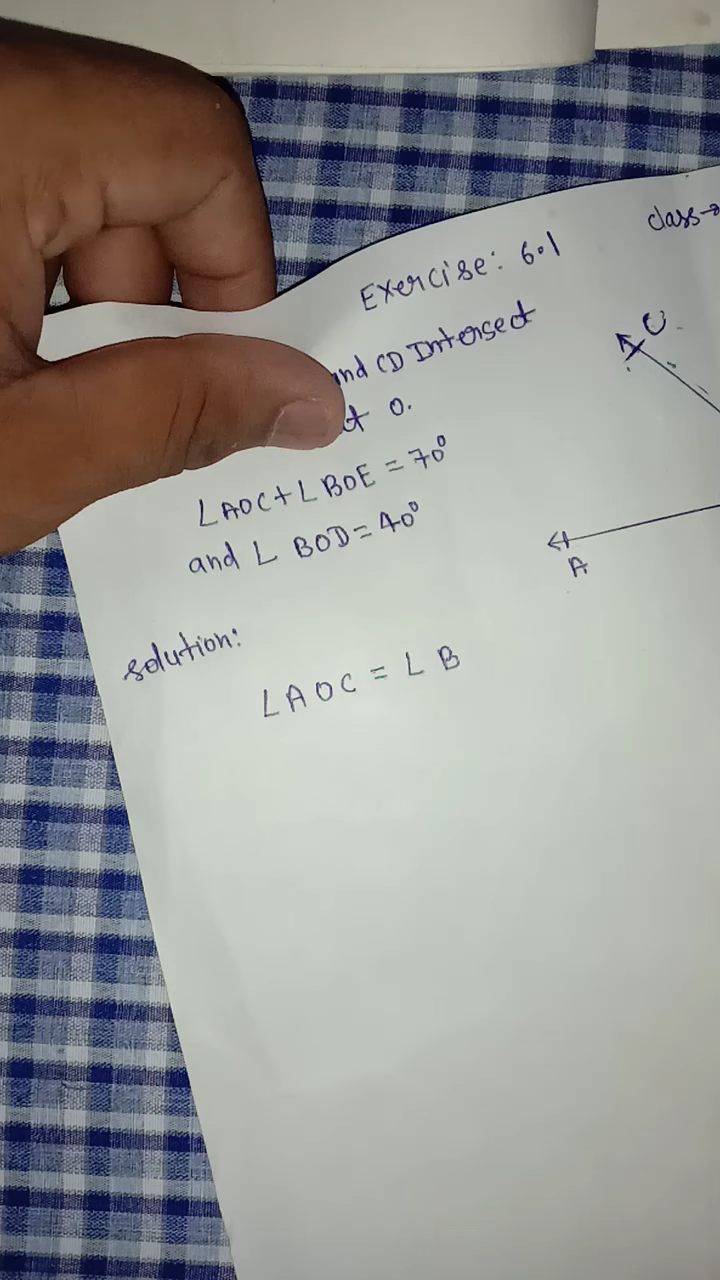 class→
Exercise: 6.1
and CD Intersect
at O.
∠AOC + ∠BOE = 70°
and ∠ BOD = 40°
C
A
Solution:
∠AOC = ∠ B